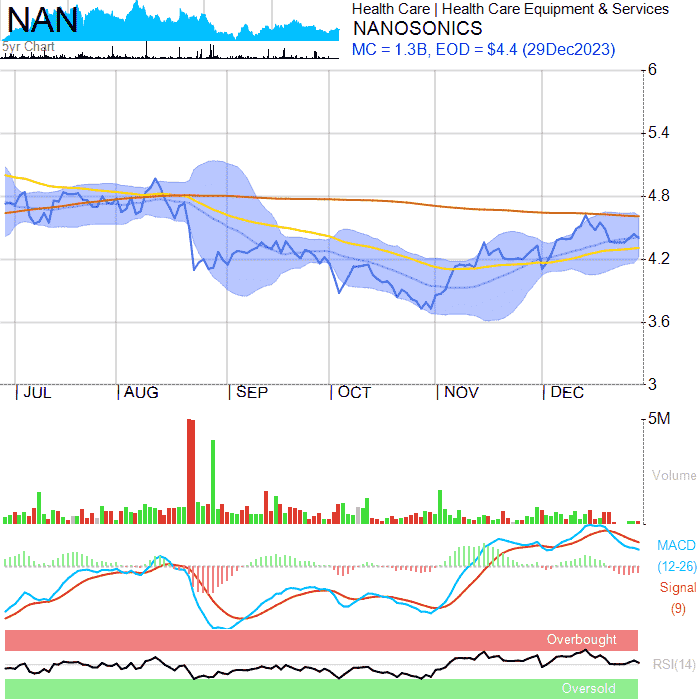 NAN
5yr Chart
Health Care | Health Care Equipment & Services
NANOSONICS
MC = 1.3B, EOD = $4.4 (29Dec2023)
6
5.4
4.8
4.2
3.6
3
JUL AUG SEP OCT NOV DEC
5M
Volume
MACD
(12-26)
Signal
(9)
Overbought
RSI(14)
Oversold